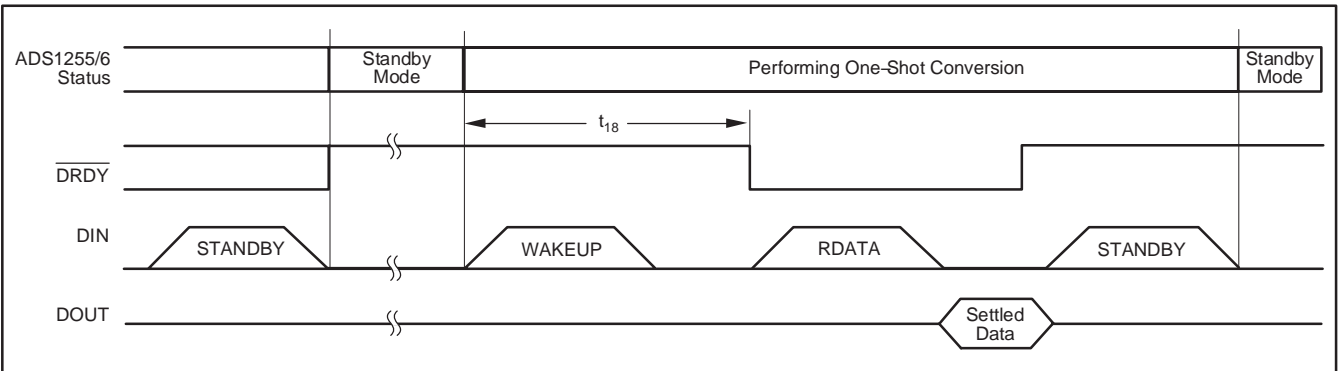 ADS1255/6
Status
Standby
Mode
Performing One–Shot Conversion
Standby
Mode
t18
DRDY
DIN
STANDBY
WAKEUP
RDATA
STANDBY
DOUT
Settled
Data